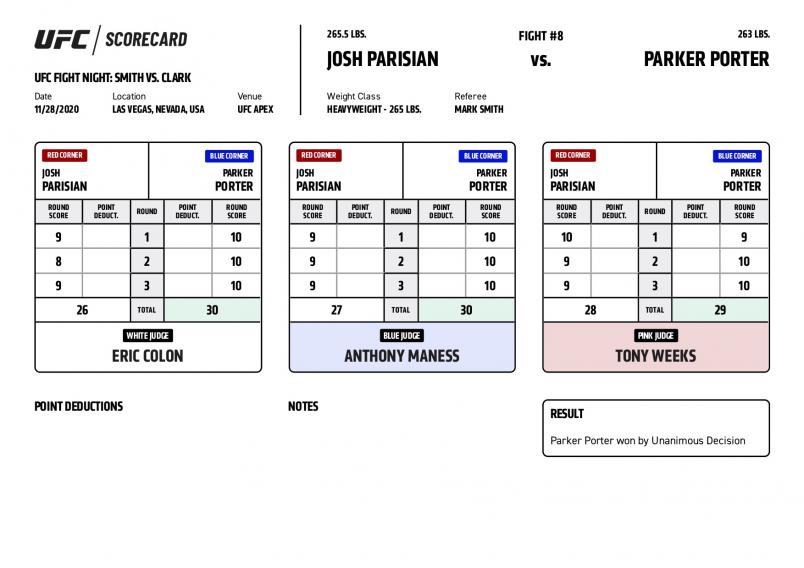 UFC / SCORECARD
UFC FIGHT NIGHT: SMITH VS. CLARK
Date Location Venue
11/28/2020 LAS VEGAS, NEVADA, USA UFC APEX
265.5 LBS. FIGHT #8 263 LBS.
JOSH PARISIAN VS. PARKER PORTER
Weight Class Referee
HEAVYWEIGHT - 265 LBS. MARK SMITH
RED CORNER BLUE CORNER
JOSH PARKER
PARISIAN PORTER
ROUND SCORE POINT DEDUCT. ROUND POINT DEDUCT. ROUND SCORE
9 1 10
8 2 10
9 3 10
26 TOTAL 30
WHITE JUDGE
ERIC COLON
RED CORNER BLUE CORNER
JOSH PARKER
PARISIAN PORTER
ROUND SCORE POINT DEDUCT. ROUND POINT DEDUCT. ROUND SCORE
9 1 10
9 2 10
9 3 10
27 TOTAL 30
BLUE JUDGE
ANTHONY MANESS
RED CORNER BLUE CORNER
JOSH PARKER
PARISIAN PORTER
ROUND SCORE POINT DEDUCT. ROUND POINT DEDUCT. ROUND SCORE
10 1 9
9 2 10
9 3 10
28 TOTAL 29
PINK JUDGE
TONY WEEKS
POINT DEDUCTIONS
NOTES
RESULT
Parker Porter won by Unanimous Decision